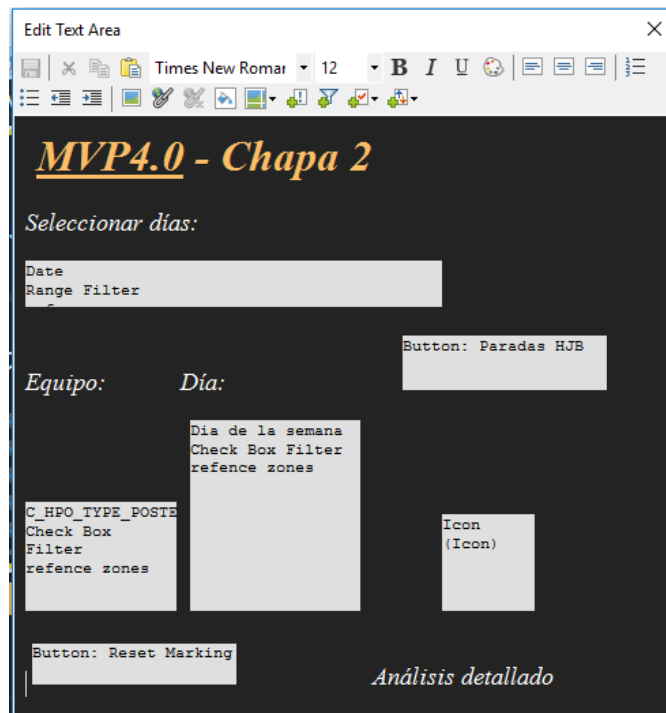 Edit Text Area
Times New Romar 12 B I U
MVP4.0 - Chapa 2
Seleccionar días:
Date
Range Filter
Button: Paradas HJB
Equipo: Día:
Dia de la semana
Check Box Filter
refence zones
C_HPO_TYPE_POSTE
Check Box
Filter
refence zones
Icon
(Icon)
Button: Reset Marking
Análisis detallado